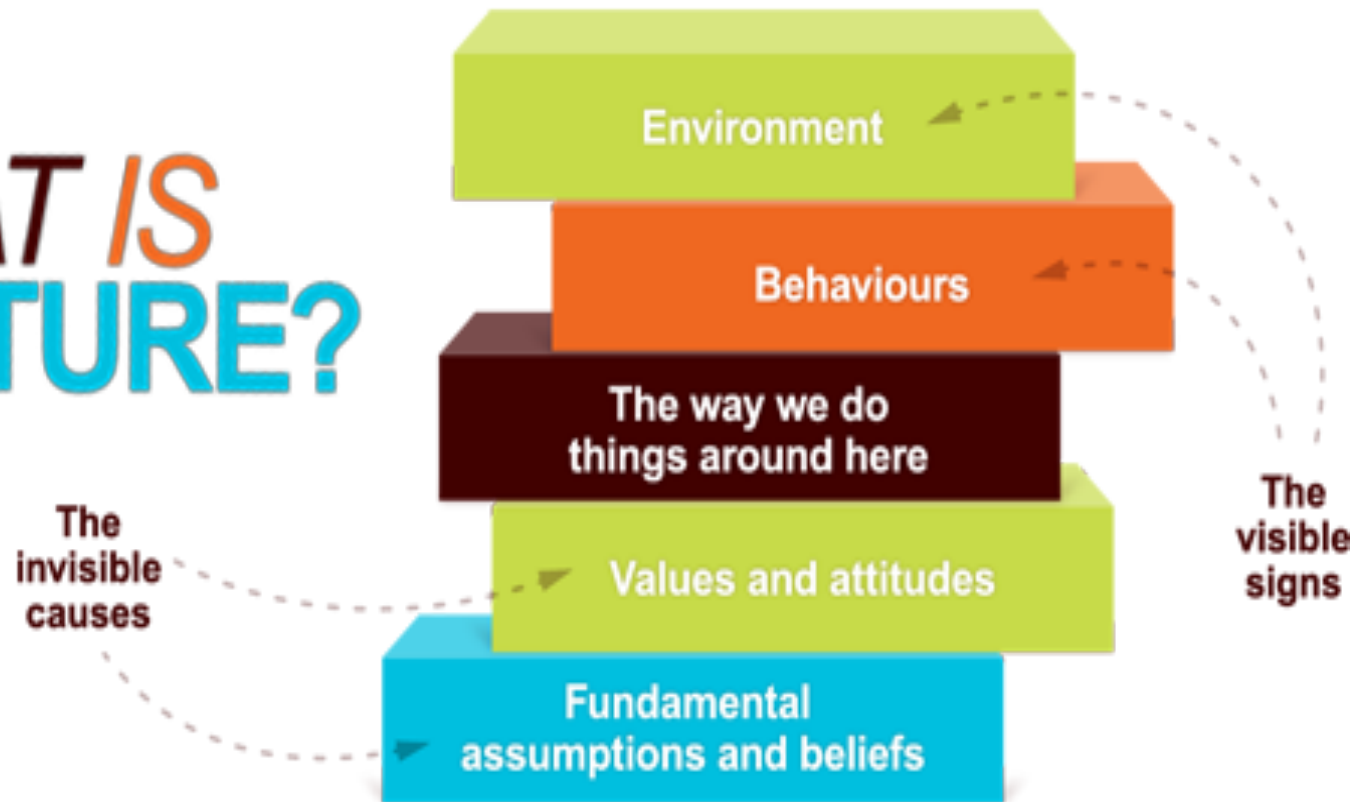 AT IS
TURE?
Environment
Behaviours
The way we do
things around here
The
invisible
causes
Values and attitudes
The
visible
signs
Fundamental
assumptions and beliefs